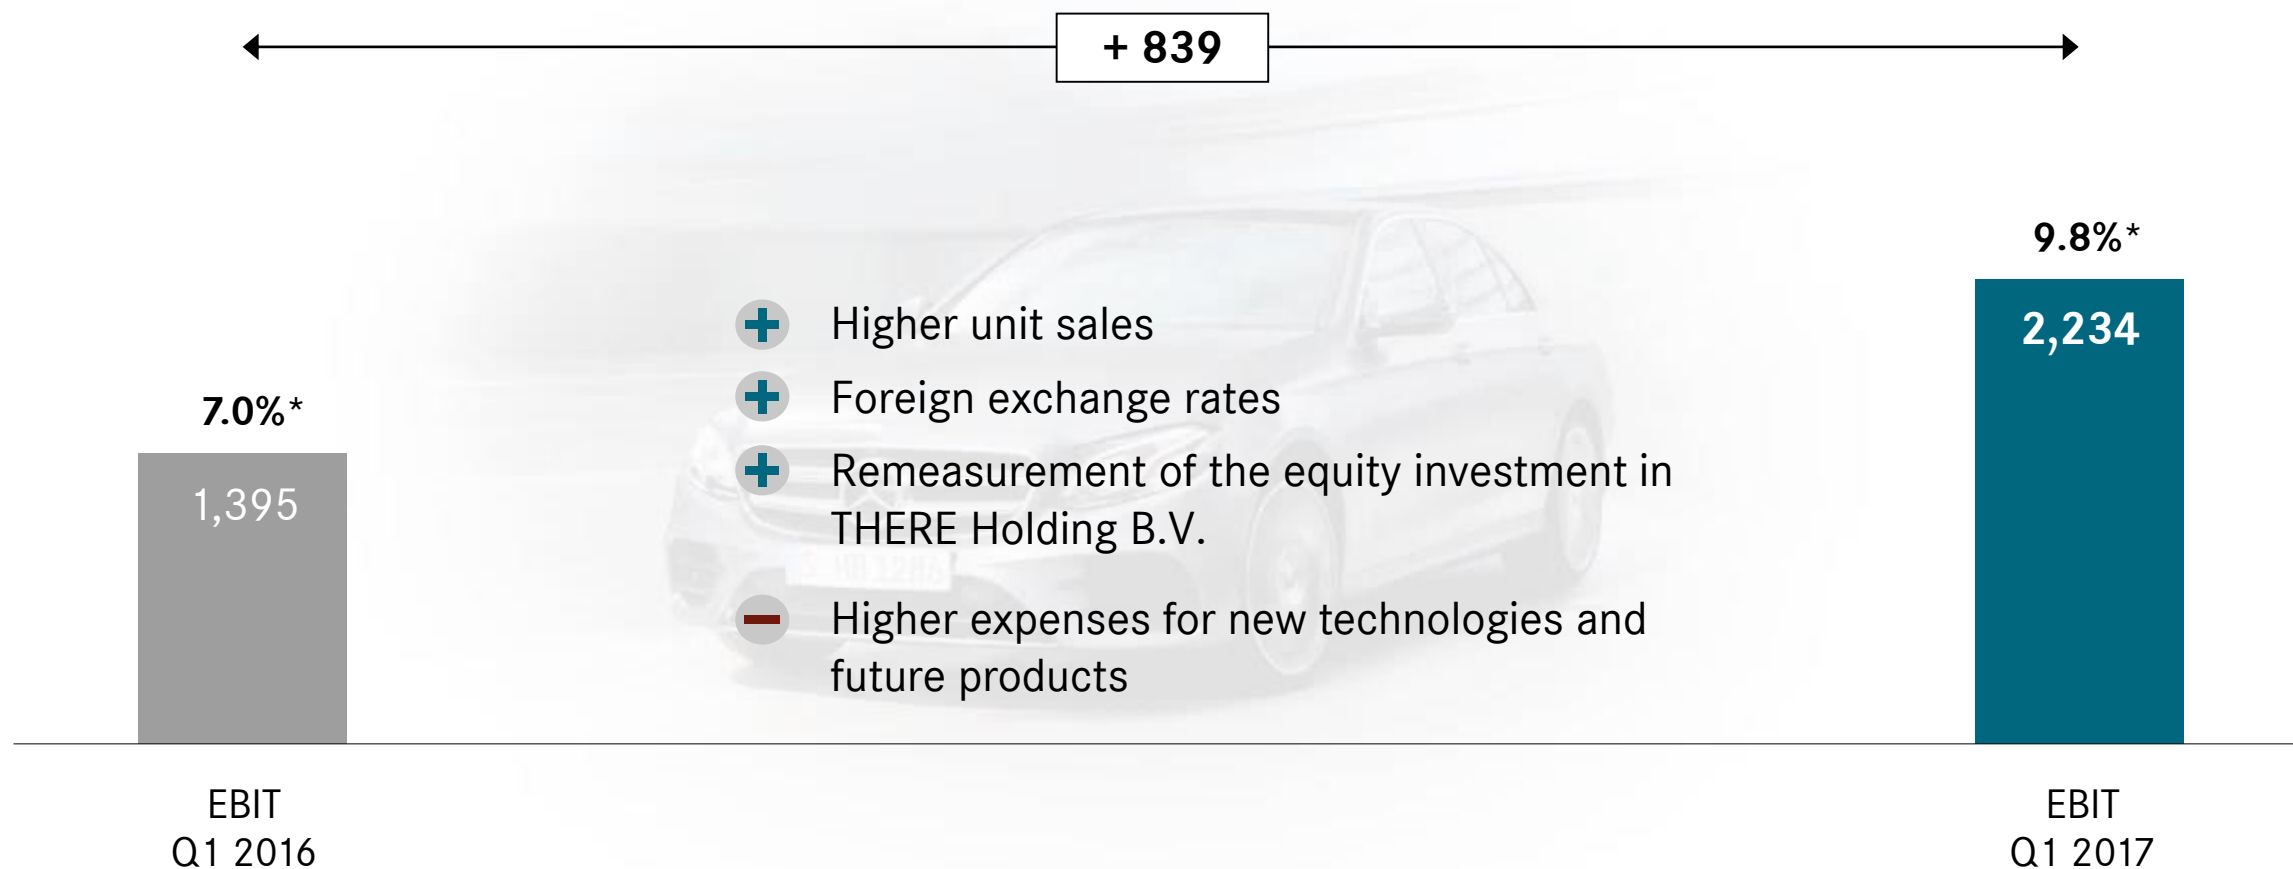 + 839
9.8%*
2,234
7.0%*
1,395
Higher unit sales
Foreign exchange rates
Remeasurement of the equity investment in
THERE Holding B.V.
Higher expenses for new technologies and
future products
EBIT
Q1 2016
EBIT
Q1 2017